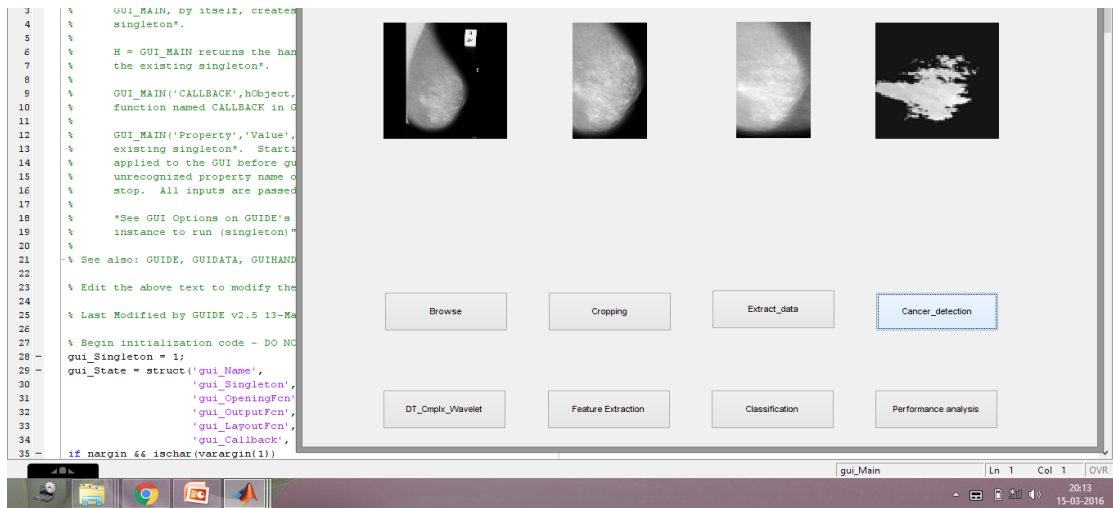 3 % GUI_MAIN, by itself, creates
4 % singleton*.
5 %
6 % H = GUI_MAIN returns the han
7 % the existing singleton*.
8 %
9 % GUI_MAIN('CALLBACK',hObject,
10 % function named CALLBACK in G
11 %
12 % GUI_MAIN('Property','Value',
13 % existing singleton*. Starti
14 % applied to the GUI before gu
15 % unrecognized property name o
16 % stop. All inputs are passed
17 %
18 % *See GUI Options on GUIDE's
19 % instance to run (singleton)"
20 %
21 % See also: GUIDE, GUIDATA, GUIHAND
22
23 % Edit the above text to modify the
24
25 % Last Modified by GUIDE v2.5 13-Ma
26
27 % Begin initialization code - DO NO
28 - gui_Singleton = 1;
29 - gui_State = struct('gui_Name',
30 'gui_Singleton',
31 'gui_OpeningFcn'
32 'gui_OutputFcn',
33 'gui_LayoutFcn',
34 'gui_Callback',
35 - if nargin && ischar(varargin{1})
Browse Cropping Extract_data Cancer_detection
DT_Cmplx_Wavelet Feature Extraction Classification Performance analysis
gui_Main Ln 1 Col 1 OVR
20:13
15-03-2016